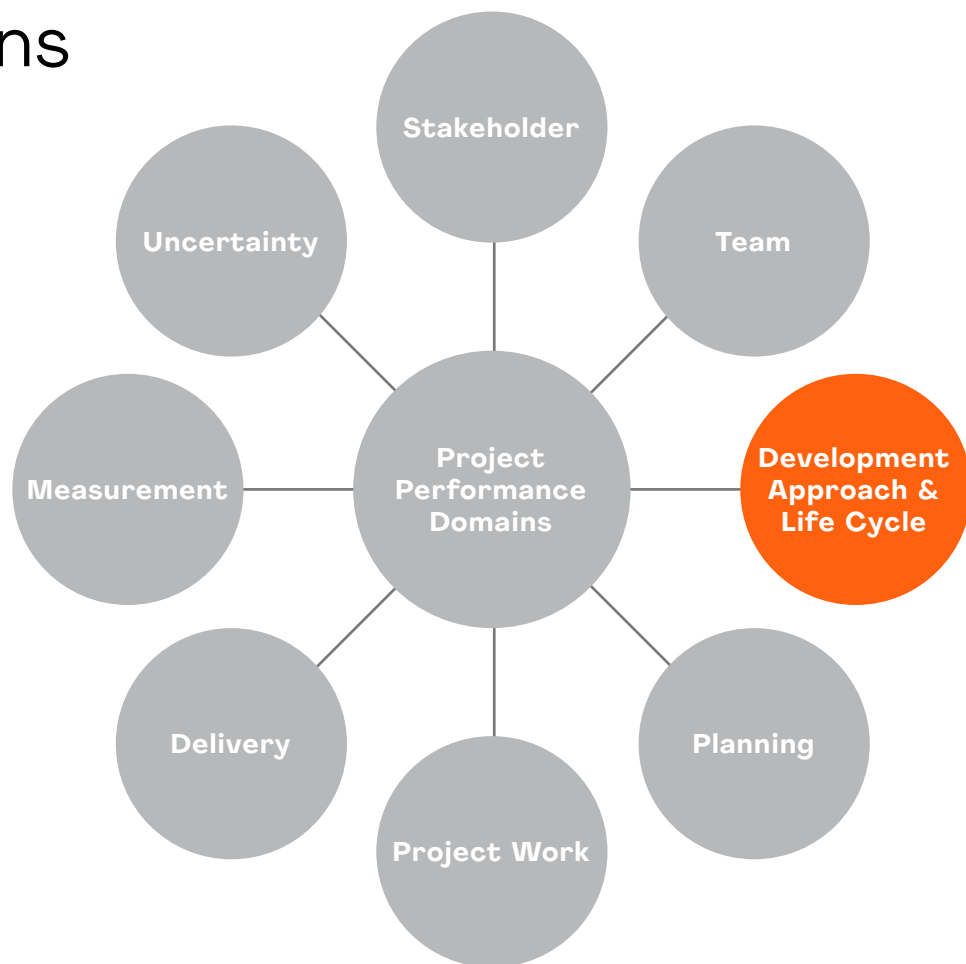 ns
Stakeholder
Uncertainty
Team
Project
Performance
Domains
Development
Approach &
Life Cycle
Measurement
Delivery
Planning
Project Work